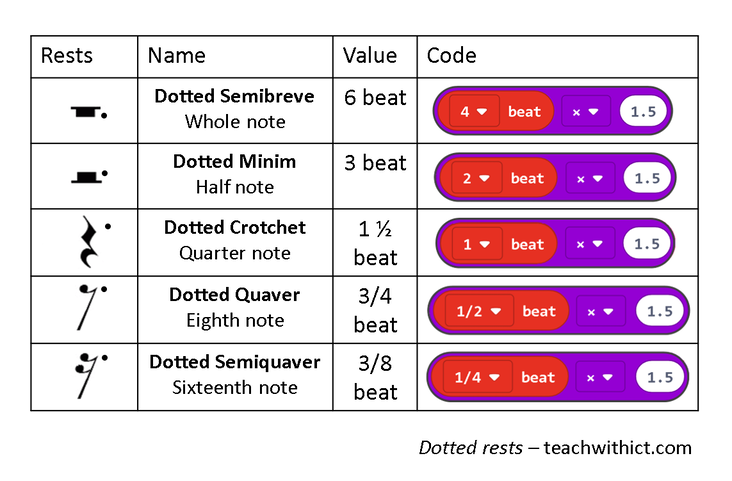 Rests Name Value Code
Dotted Semibreve
Whole note
6 beat
4 beat × 1.5
Dotted Minim
Half note
3 beat
2 beat × 1.5
Dotted Crotchet
Quarter note
1 ½
beat
1 beat × 1.5
Dotted Quaver
Eighth note
3/4
beat
1/2 beat × 1.5
Dotted Semiquaver
Sixteenth note
3/8
beat
1/4 beat × 1.5
Dotted rests – teachwithict.com